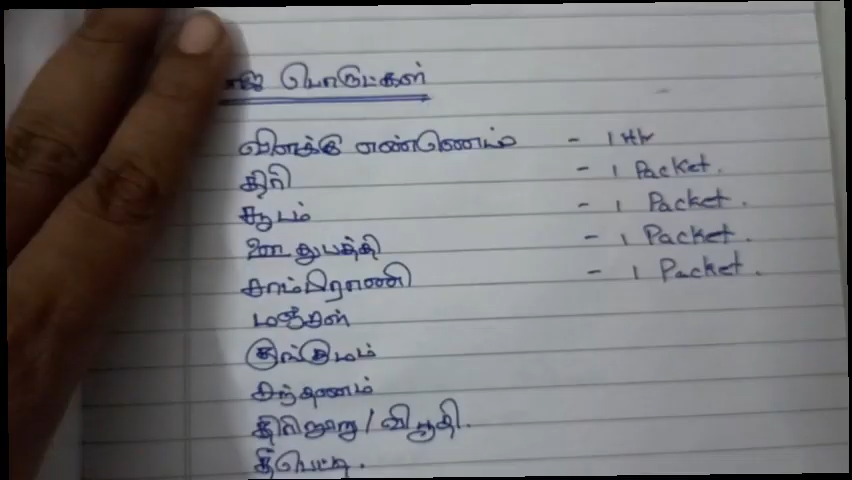 பொருட்கள்
விளக்கு எண்ணெய் - 1 ltr
திரி - 1 Packet.
சூடம் - 1 Packet.
ஊதுபத்தி - 1 Packet.
சாம்பிராணி - 1 Packet.
மஞ்சள்
குங்குமம்
சந்தனம்
திருநூறு / விபூதி.
தீபெட்டி.